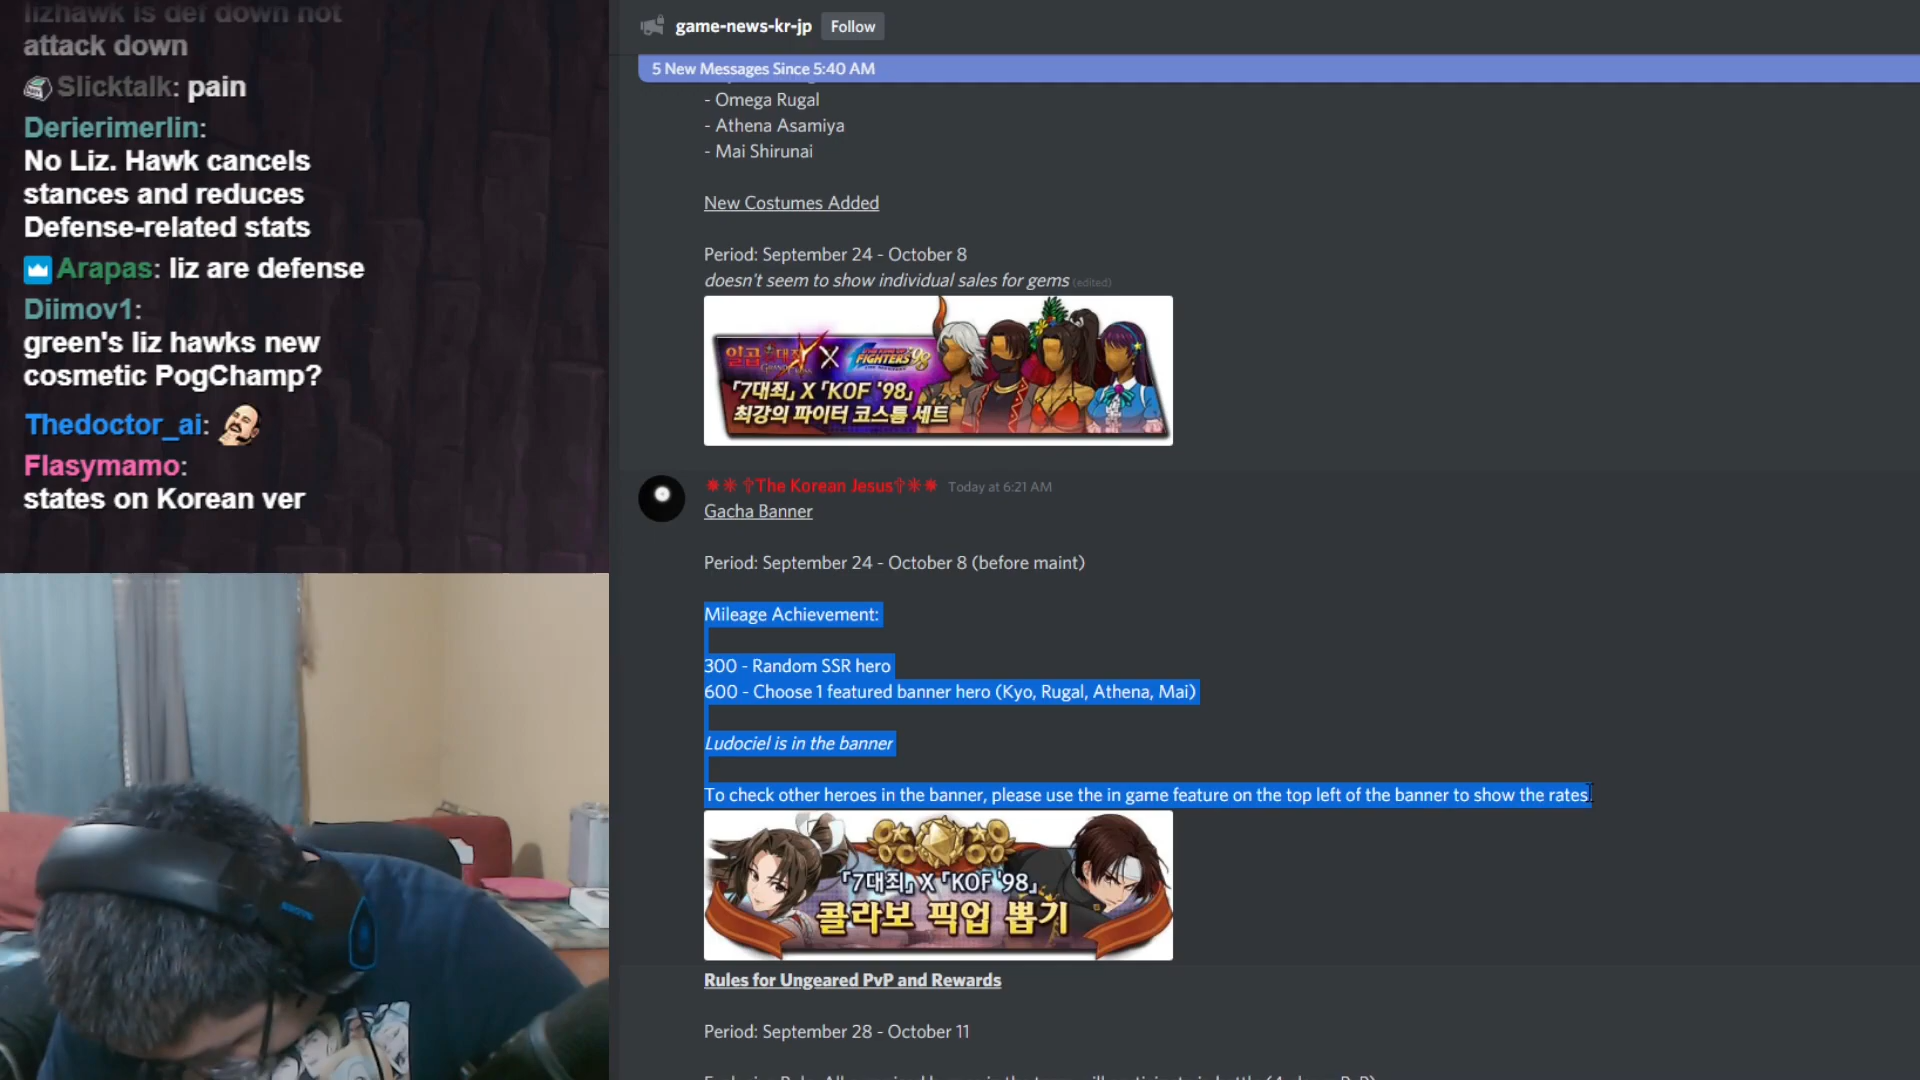 lizhawk is def down not
attack down
Slicktalk: pain
Derierimerlin:
No Liz. Hawk cancels
stances and reduces
Defense-related stats
Arapas: liz are defense
Diimov1:
green's liz hawks new
cosmetic PogChamp?
Thedoctor_ai:
Flasymamo:
states on Korean ver
game-news-kr-jp Follow
5 New Messages Since 5:40 AM
- Omega Rugal
- Athena Asamiya
- Mai Shirunai
New Costumes Added
Period: September 24 - October 8
doesn't seem to show individual sales for gems (edited)
일곱 대죄 X THE KING OF FIGHTERS '98
「7대죄」 X 「KOF '98」
최강의 파이터 코스튬 세트
✷✷ †The Korean Jesus†✷✷ Today at 6:21 AM
Gacha Banner
Period: September 24 - October 8 (before maint)
Mileage Achievement:
300 - Random SSR hero
600 - Choose 1 featured banner hero (Kyo, Rugal, Athena, Mai)
Ludociel is in the banner
To check other heroes in the banner, please use the in game feature on the top left of the banner to show the rates
「7대죄」 X 「KOF '98」
콜라보 픽업 뽑기
Rules for Ungeared PvP and Rewards
Period: September 28 - October 11